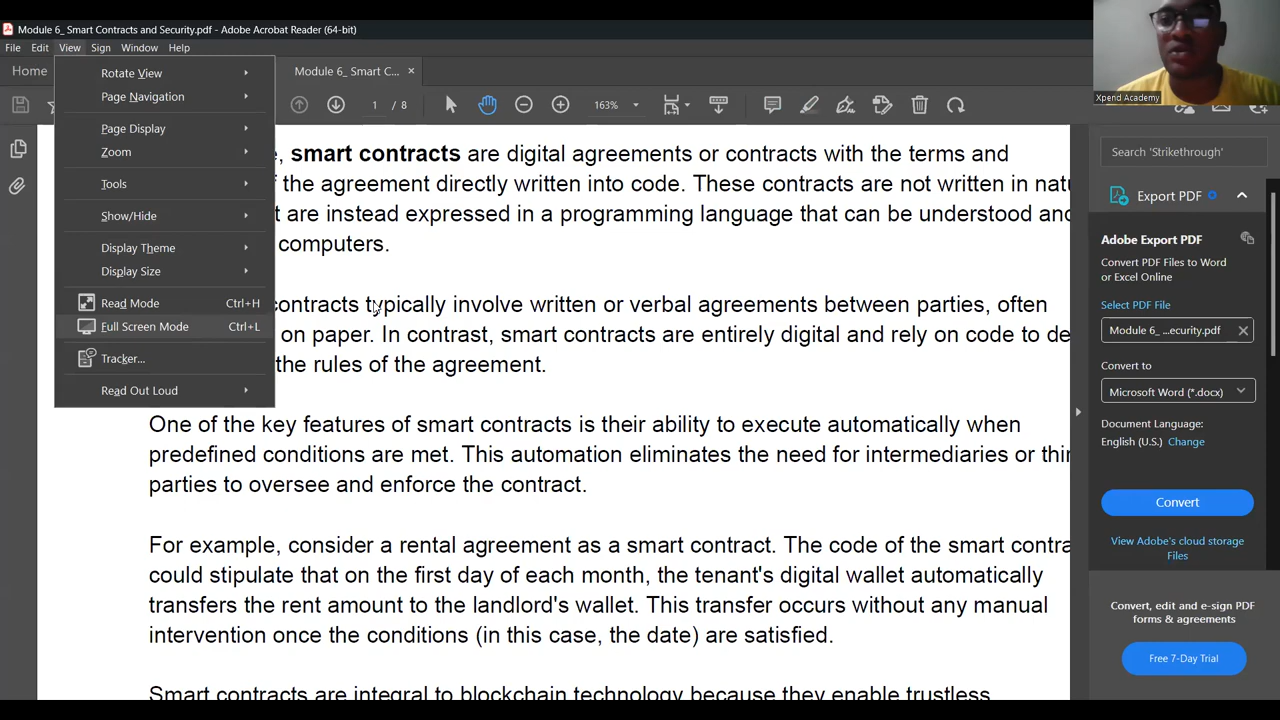 Module 6_ Smart Contracts and Security.pdf - Adobe Acrobat Reader (64-bit)
File Edit View Sign Window Help
Home
Module 6_ Smart C... ×
1 / 8
163%
Xpend Academy
Rotate View
Page Navigation
Page Display
Zoom
Tools
Show/Hide
Display Theme
Display Size
Read Mode Ctrl+H
Full Screen Mode Ctrl+L
Tracker...
Read Out Loud
smart contracts are digital agreements or contracts with the terms and
the agreement directly written into code. These contracts are not written in natu
are instead expressed in a programming language that can be understood and
computers.
contracts typically involve written or verbal agreements between parties, often
on paper. In contrast, smart contracts are entirely digital and rely on code to de
the rules of the agreement.
One of the key features of smart contracts is their ability to execute automatically when
predefined conditions are met. This automation eliminates the need for intermediaries or thir
parties to oversee and enforce the contract.
For example, consider a rental agreement as a smart contract. The code of the smart contra
could stipulate that on the first day of each month, the tenant's digital wallet automatically
transfers the rent amount to the landlord's wallet. This transfer occurs without any manual
intervention once the conditions (in this case, the date) are satisfied.
Smart contracts are integral to blockchain technology because they enable trustless
Search 'Strikethrough'
Export PDF
Adobe Export PDF
Convert PDF Files to Word
or Excel Online
Select PDF File
Module 6_ ...ecurity.pdf
Convert to
Microsoft Word (*.docx)
Document Language:
English (U.S.) Change
Convert
View Adobe's cloud storage
Files
Convert, edit and e-sign PDF
forms & agreements
Free 7-Day Trial